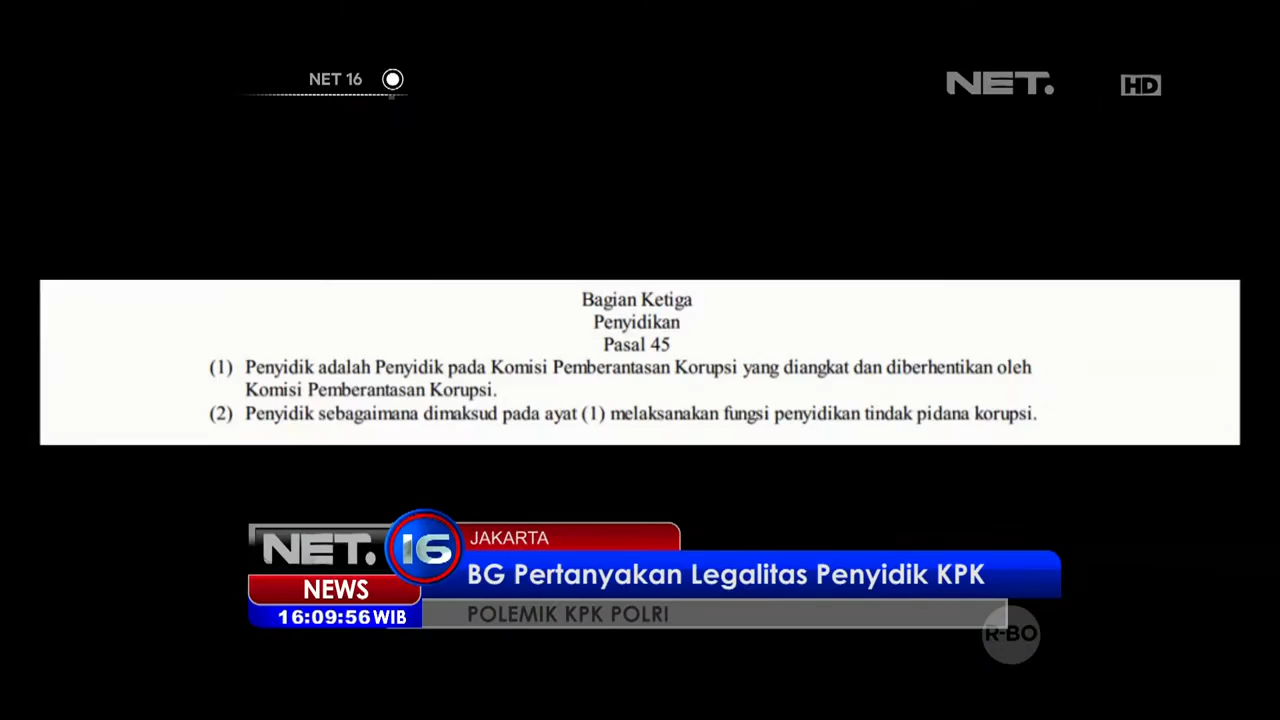 NET 16
NET.
HD
Bagian Ketiga
Penyidikan
Pasal 45
(1) Penyidik adalah Penyidik pada Komisi Pemberantasan Korupsi yang diangkat dan diberhentikan oleh
Komisi Pemberantasan Korupsi.
(2) Penyidik sebagaimana dimaksud pada ayat (1) melaksanakan fungsi penyidikan tindak pidana korupsi.
NET. 16
JAKARTA
BG Pertanyakan Legalitas Penyidik KPK
NEWS
16:09:56 WIB
POLEMIK KPK POLRI
R-BO